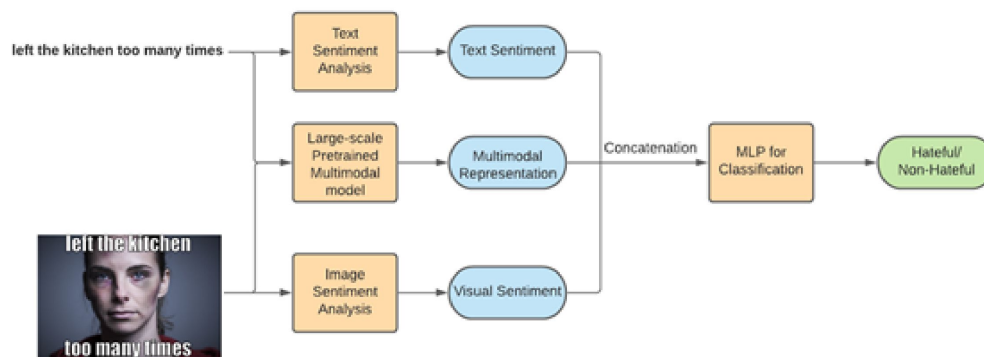 left the kitchen too many times
Text
Sentiment
Analysis
Text Sentiment
Large-scale
Pretrained
Multimodal
model
Multimodal
Representation
Concatenation
MLP for
Classification
Hateful/
Non-Hateful
left the kitchen
too many times
Image
Sentiment
Analysis
Visual Sentiment